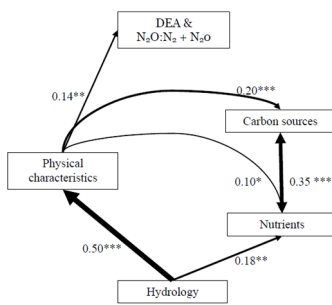 DEA &
N₂O:N₂ + N₂o
0.14**
0.20***
Carbon sources
Physical
characteristics
0.10*
0.35 ***
Nutrients
0.50***
0.18**
Hydrology